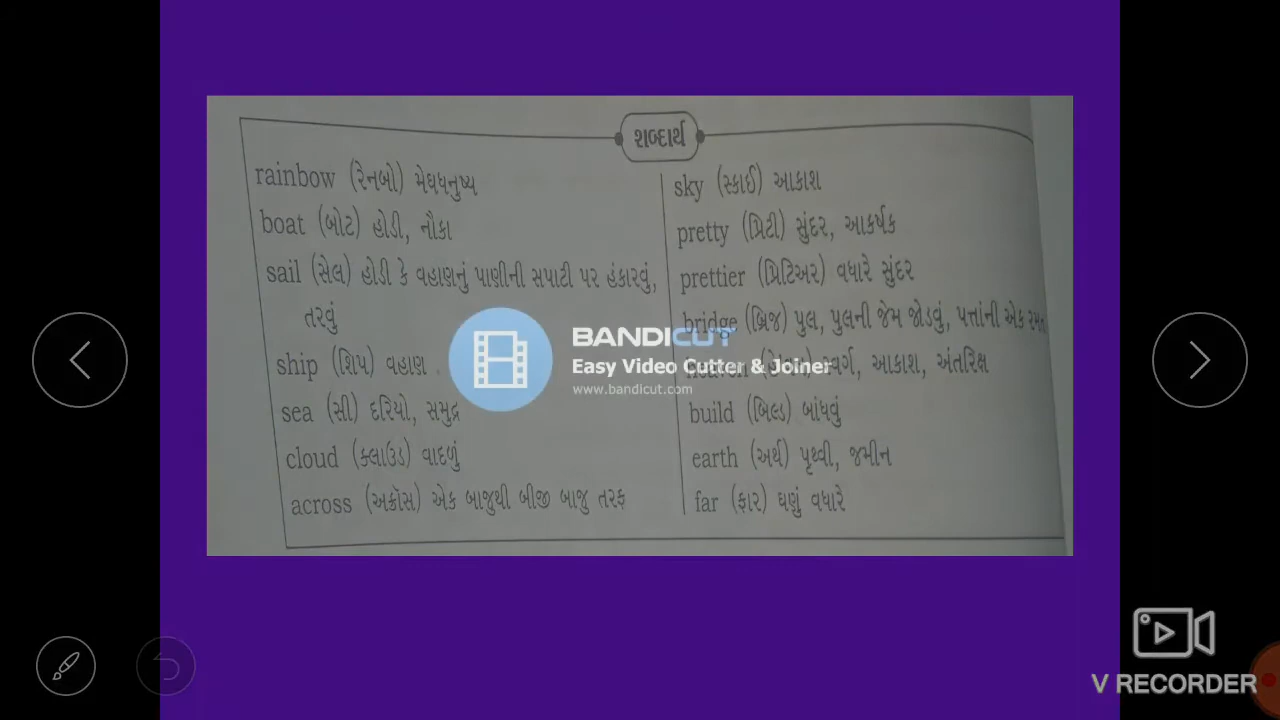 શબ્દાર્થ
rainbow (રેનબો) મેઘધનુષ્ય
boat (બોટ) હોડી, નૌકા
sail (સેલ) હોડી કે વહાણનું પાણીની સપાટી પર હંકારવું,
તરવું
ship (શિપ) વહાણ
sea (સી) દરિયો, સમુદ્ર
cloud (ક્લાઉડ) વાદળું
across (અક્રૉસ) એક બાજુથી બીજી બાજુ તરફ
sky (સ્કાઈ) આકાશ
pretty (પ્રિટી) સુંદર, આકર્ષક
prettier (પ્રિટિઅર) વધારે સુંદર
bridge (બ્રિજ) પુલ, પુલની જેમ જોડવું, પત્તાંની એક રમત
heaven સ્વર્ગ, આકાશ, અંતરિક્ષ
build (બિલ્ડ) બાંધવું
earth (અર્થ) પૃથ્વી, જમીન
far (ફાર) ઘણું વધારે
BANDICUT
Easy Video Cutter & Joiner
www.bandicut.com
V RECORDER